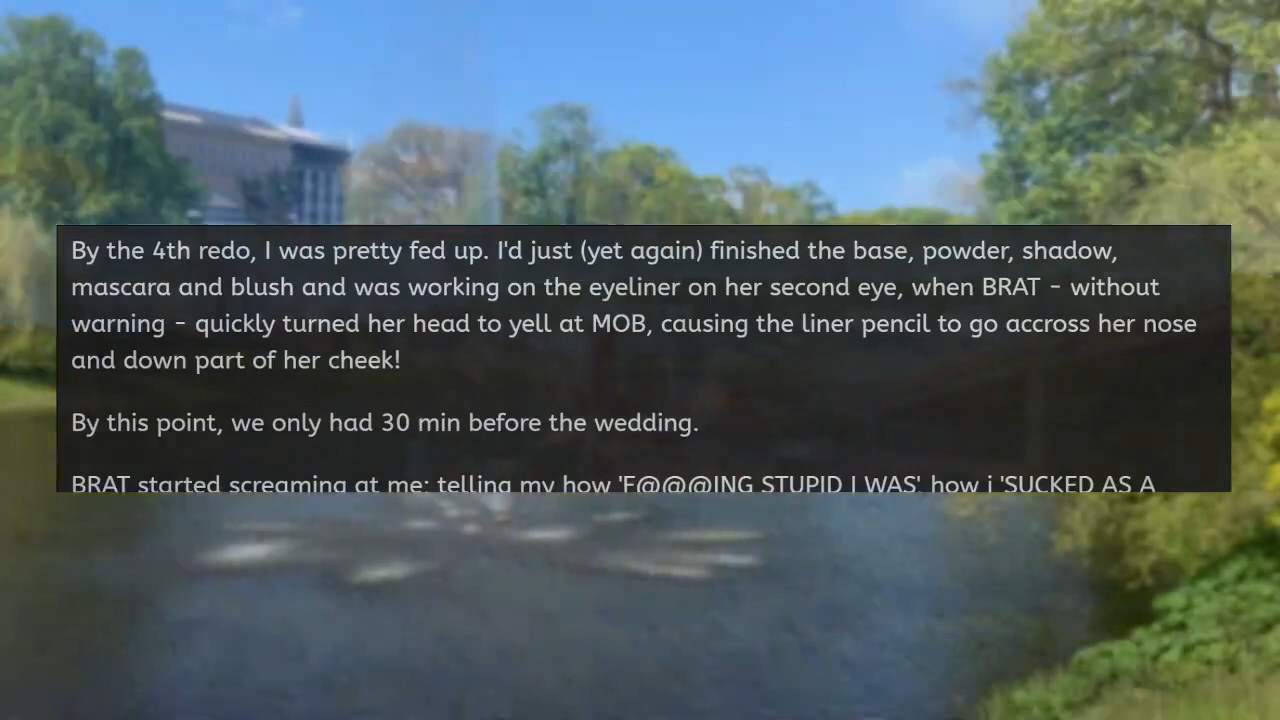 By the 4th redo, I was pretty fed up. I'd just (yet again) finished the base, powder, shadow,
mascara and blush and was working on the eyeliner on her second eye, when BRAT - without
warning - quickly turned her head to yell at MOB, causing the liner pencil to go accross her nose
and down part of her cheek!
By this point, we only had 30 min before the wedding.
BRAT started screaming at me; telling my how 'F@@@ING STUPID I WAS', how i 'SUCKED AS A